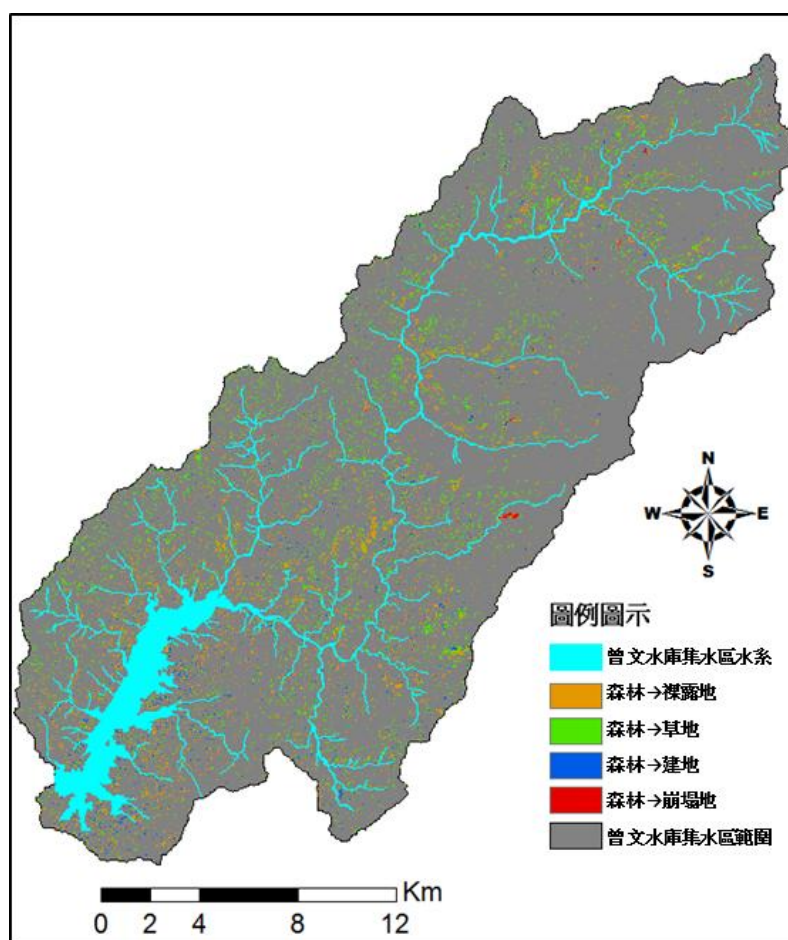 N
W E
S
圖例圖示
曾文水庫集水區水系
森林→裸露地
森林→草地
森林→建地
森林→崩塌地
曾文水庫集水區範圍
Km
0 2 4 8 12